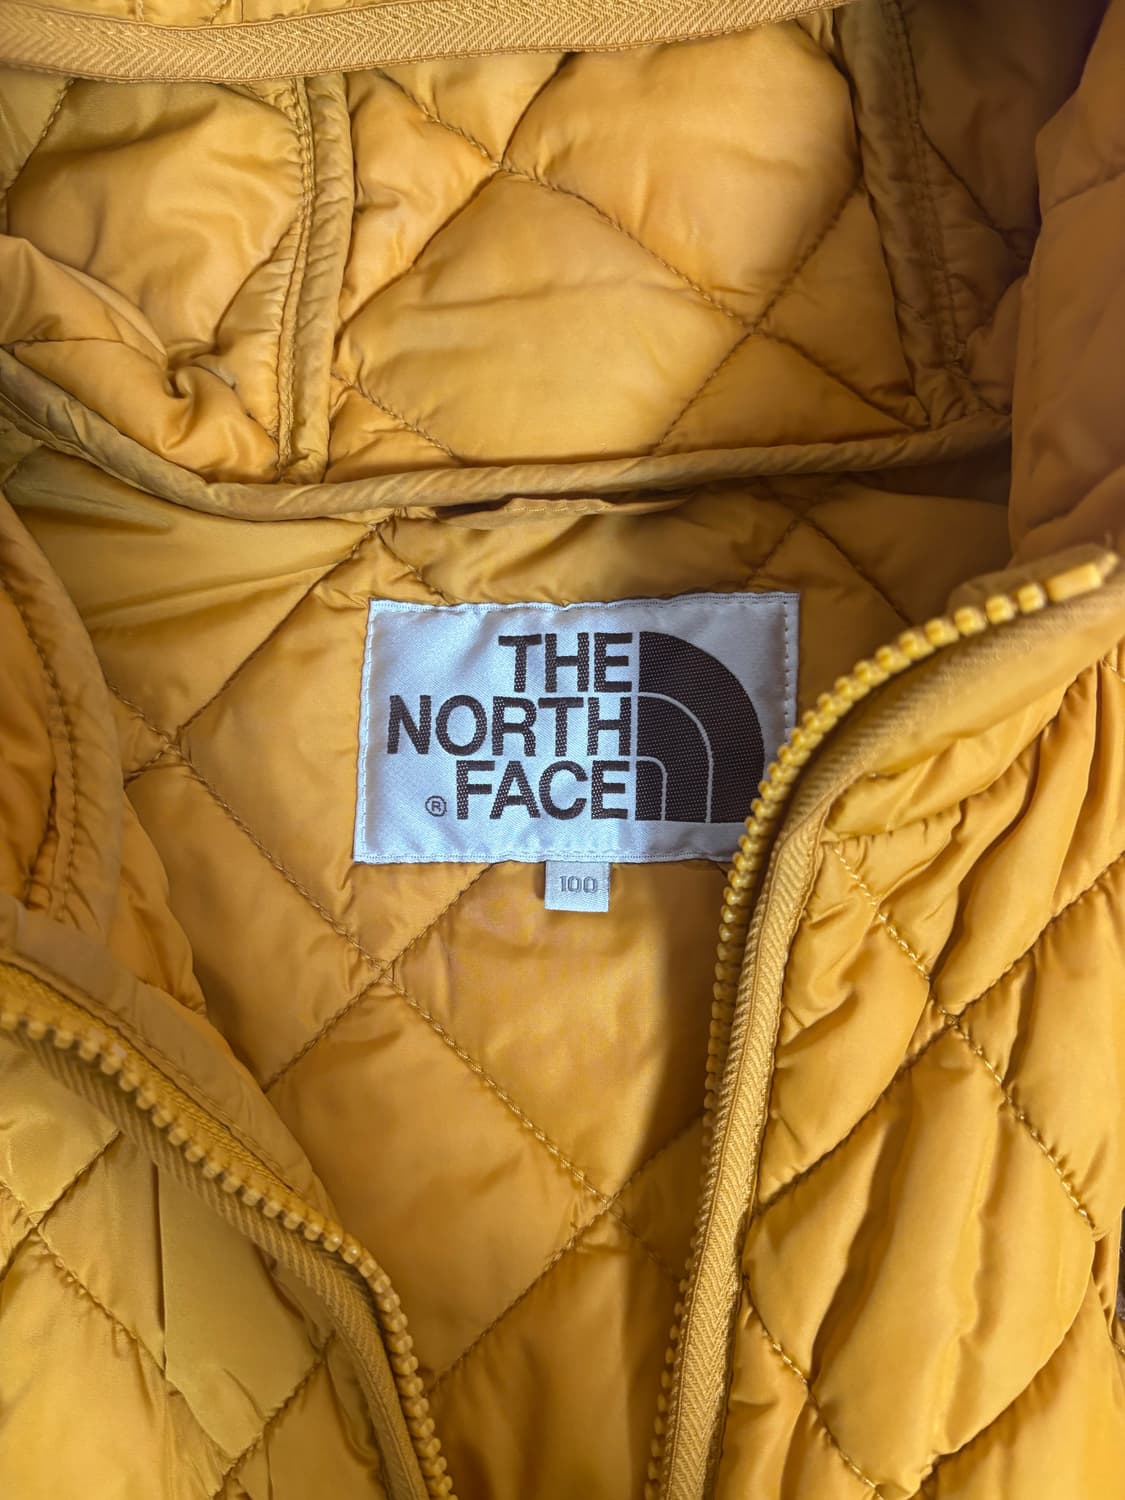 THE
NORTH
® FACE
100